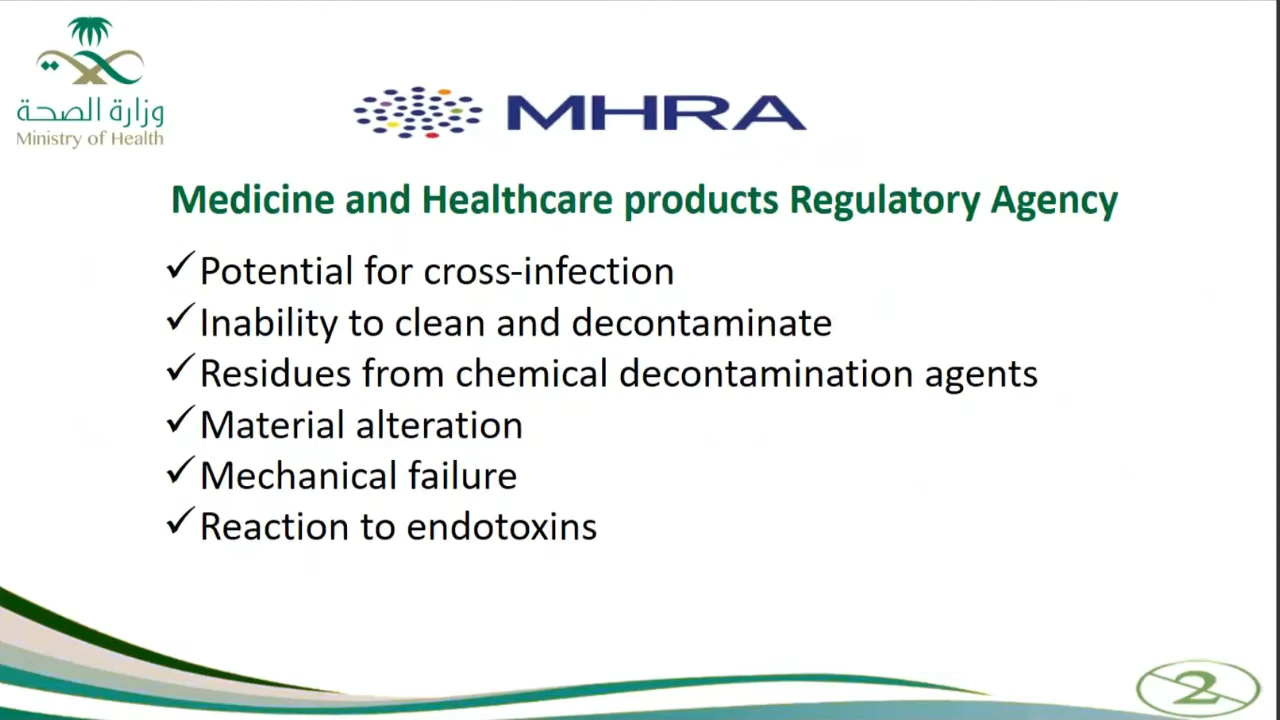 وزارة الصحة
Ministry of Health
MHRA
Medicine and Healthcare products Regulatory Agency
✓Potential for cross-infection
✓Inability to clean and decontaminate
✓Residues from chemical decontamination agents
✓Material alteration
✓Mechanical failure
✓Reaction to endotoxins
2